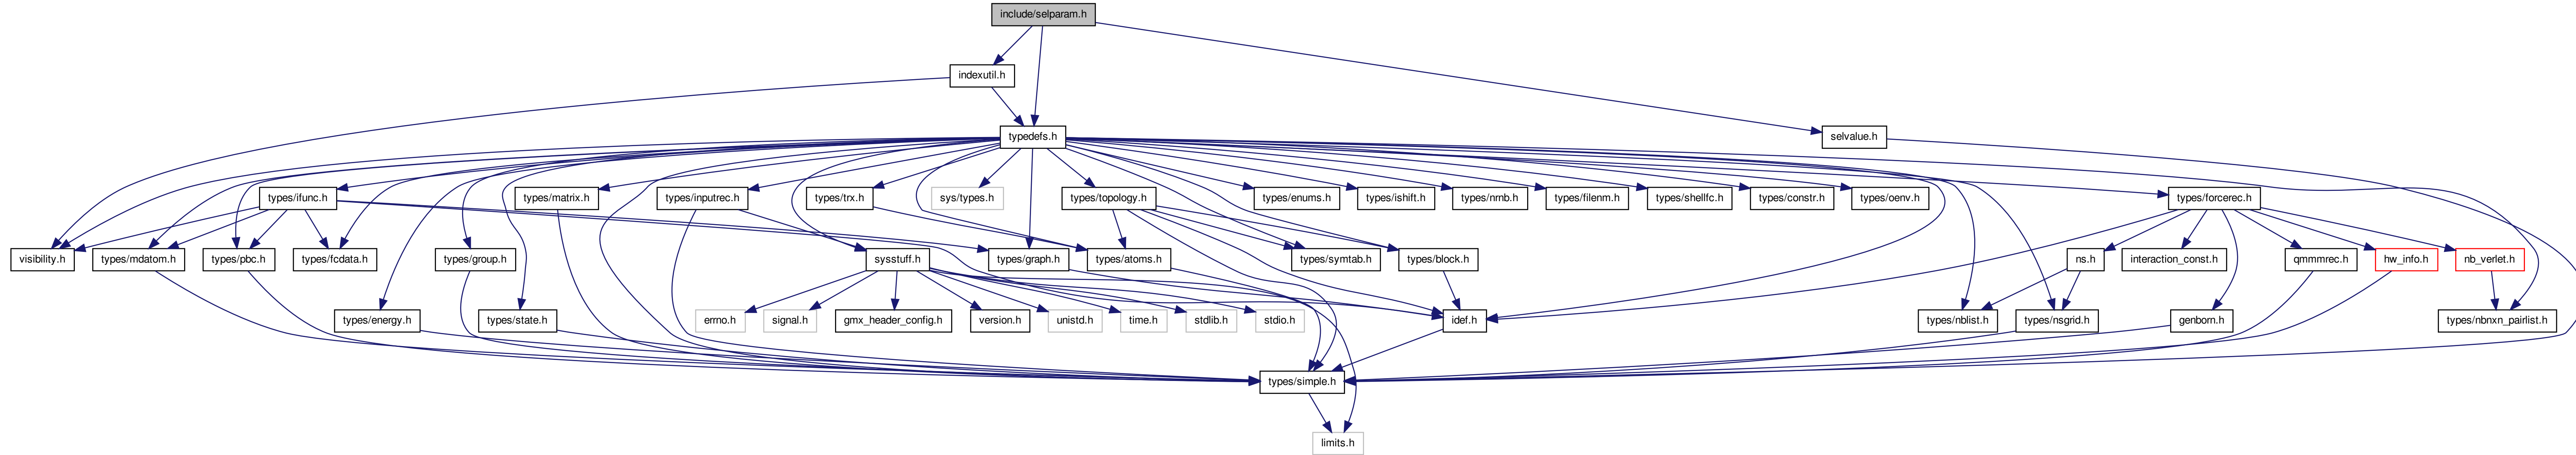 include/selparam.h
indexutil.h
typedefs.h
selvalue.h
types/ifunc.h
types/matrix.h
types/inputrec.h
types/trx.h
sys/types.h
types/topology.h
types/enums.h
types/ishift.h
types/nrnb.h
types/filenm.h
types/shellfc.h
types/constr.h
types/oenv.h
types/forcerec.h
visibility.h
types/mdatom.h
types/pbc.h
types/fcdata.h
types/group.h
sysstuff.h
types/graph.h
types/atoms.h
types/symtab.h
types/block.h
ns.h
interaction_const.h
qmmmrec.h
hw_info.h
nb_verlet.h
types/energy.h
types/state.h
errno.h
signal.h
gmx_header_config.h
version.h
unistd.h
time.h
stdlib.h
stdio.h
idef.h
types/nblist.h
types/nsgrid.h
genborn.h
types/nbnxn_pairlist.h
types/simple.h
limits.h